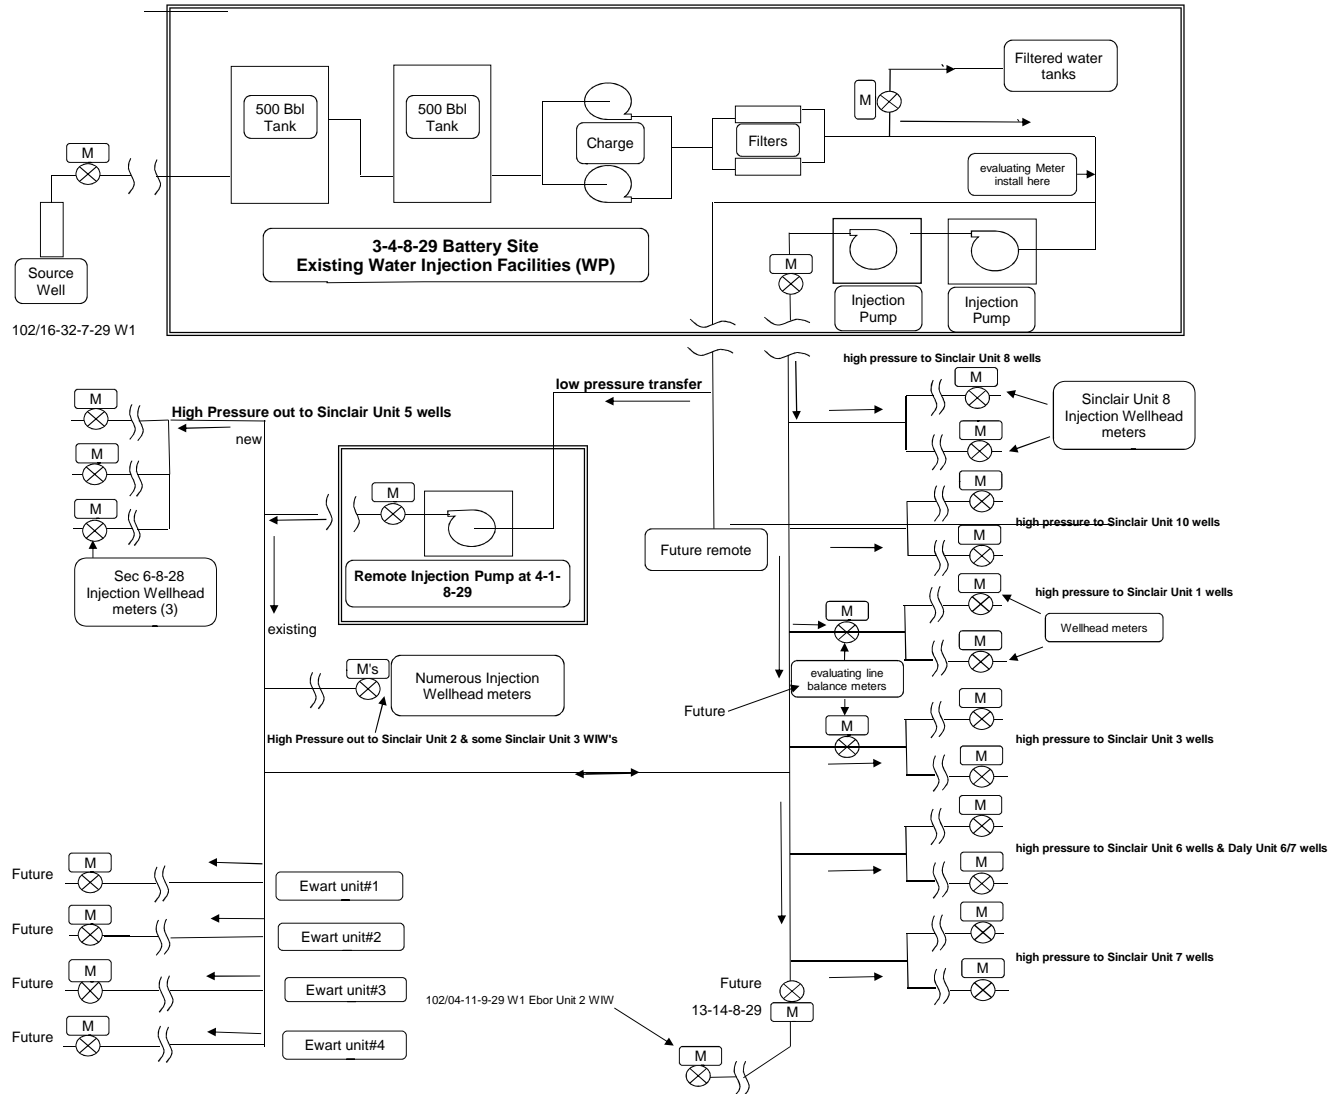 Filtered water
tanks
500 Bbl
Tank
500 Bbl
Tank
M
Charge
Filters
M
evaluating Meter
install here
3-4-8-29 Battery Site
Existing Water Injection Facilities (WP)
M
Source
Well
Injection
Pump
Injection
Pump
102/16-32-7-29 W1
high pressure to Sinclair Unit 8 wells
low pressure transfer
M
High Pressure out to Sinclair Unit 5 wells
new
M
M
Sinclair Unit 8
Injection Wellhead
meters
M
M
M
M
M
high pressure to Sinclair Unit 10 wells
M
Future remote
Remote Injection Pump at 4-1-
8-29
Sec 6-8-28
Injection Wellhead
meters (3)
existing
M
high pressure to Sinclair Unit 1 wells
M
Wellhead meters
M
M's
Numerous Injection
Wellhead meters
evaluating line
balance meters
Future
M
M
high pressure to Sinclair Unit 3 wells
M
High Pressure out to Sinclair Unit 2 & some Sinclair Unit 3 WIW's
M
high pressure to Sinclair Unit 6 wells & Daly Unit 6/7 wells
M
Future
M
Ewart unit#1
Future
M
Ewart unit#2
M
high pressure to Sinclair Unit 7 wells
M
Future
M
Ewart unit#3
Future
13-14-8-29
M
102/04-11-9-29 W1 Ebor Unit 2 WIW
Future
M
Ewart unit#4
M